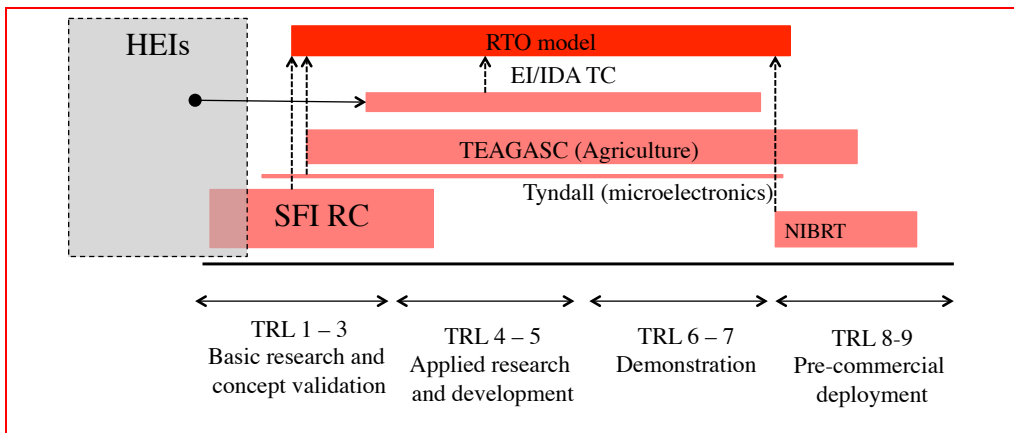 HEIs
RTO model
EI/IDA TC
TEAGASC (Agriculture)
Tyndall (microelectronics)
SFI RC
NIBRT
TRL 1 – 3
Basic research and
concept validation
TRL 4 – 5
Applied research
and development
TRL 6 – 7
Demonstration
TRL 8-9
Pre-commercial
deployment